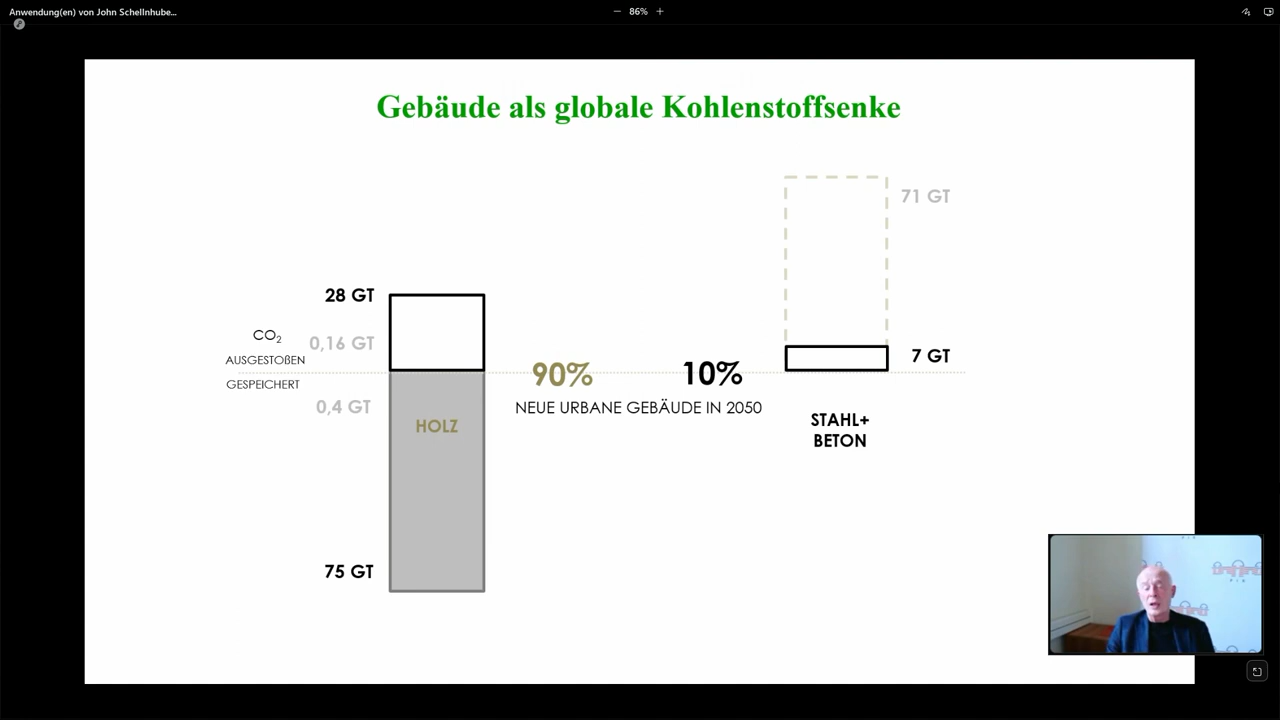 Anwendung(en) von John Schellnhube...
86%
Gebäude als globale Kohlenstoffsenke
71 GT
28 GT
CO₂
0,16 GT
AUSGESTOßEN
7 GT
90%
10%
GESPEICHERT
0,4 GT
NEUE URBANE GEBÄUDE IN 2050
HOLZ
STAHL+
BETON
75 GT